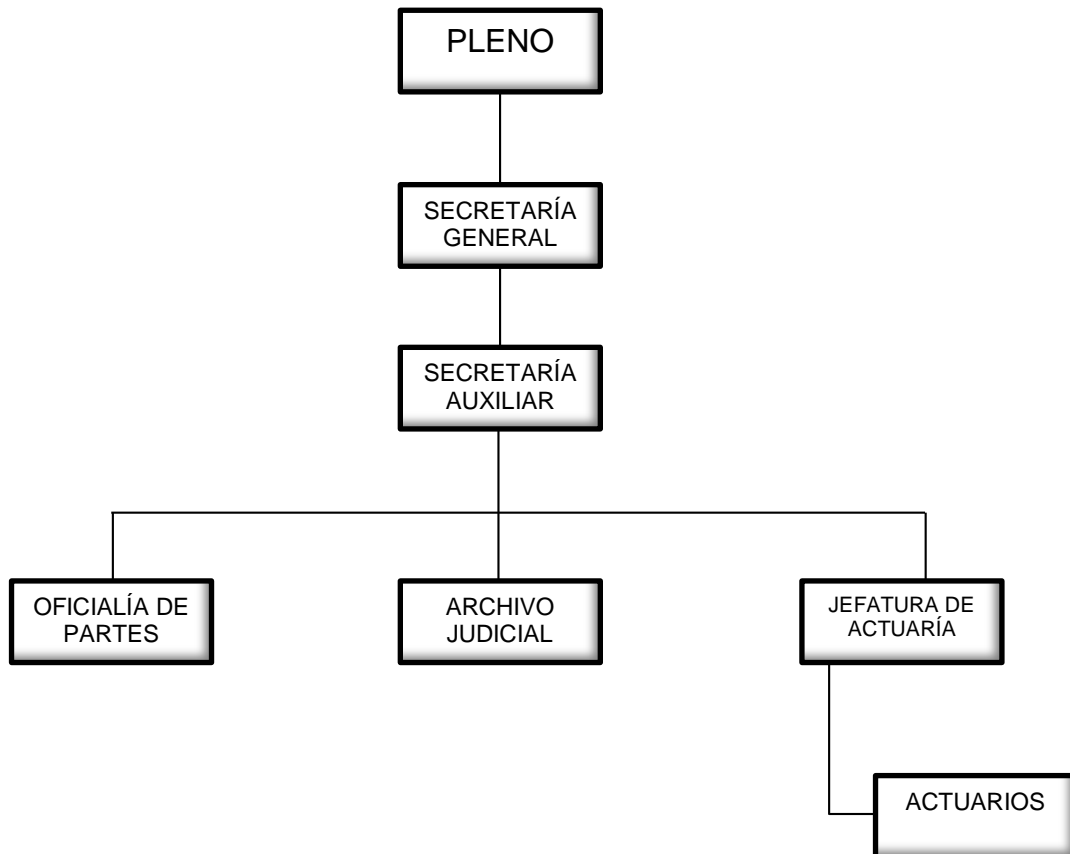 PLENO
SECRETARÍA
GENERAL
SECRETARÍA
AUXILIAR
OFICIALÍA DE
PARTES
ARCHIVO
JUDICIAL
JEFATURA DE
ACTUARÍA
ACTUARIOS